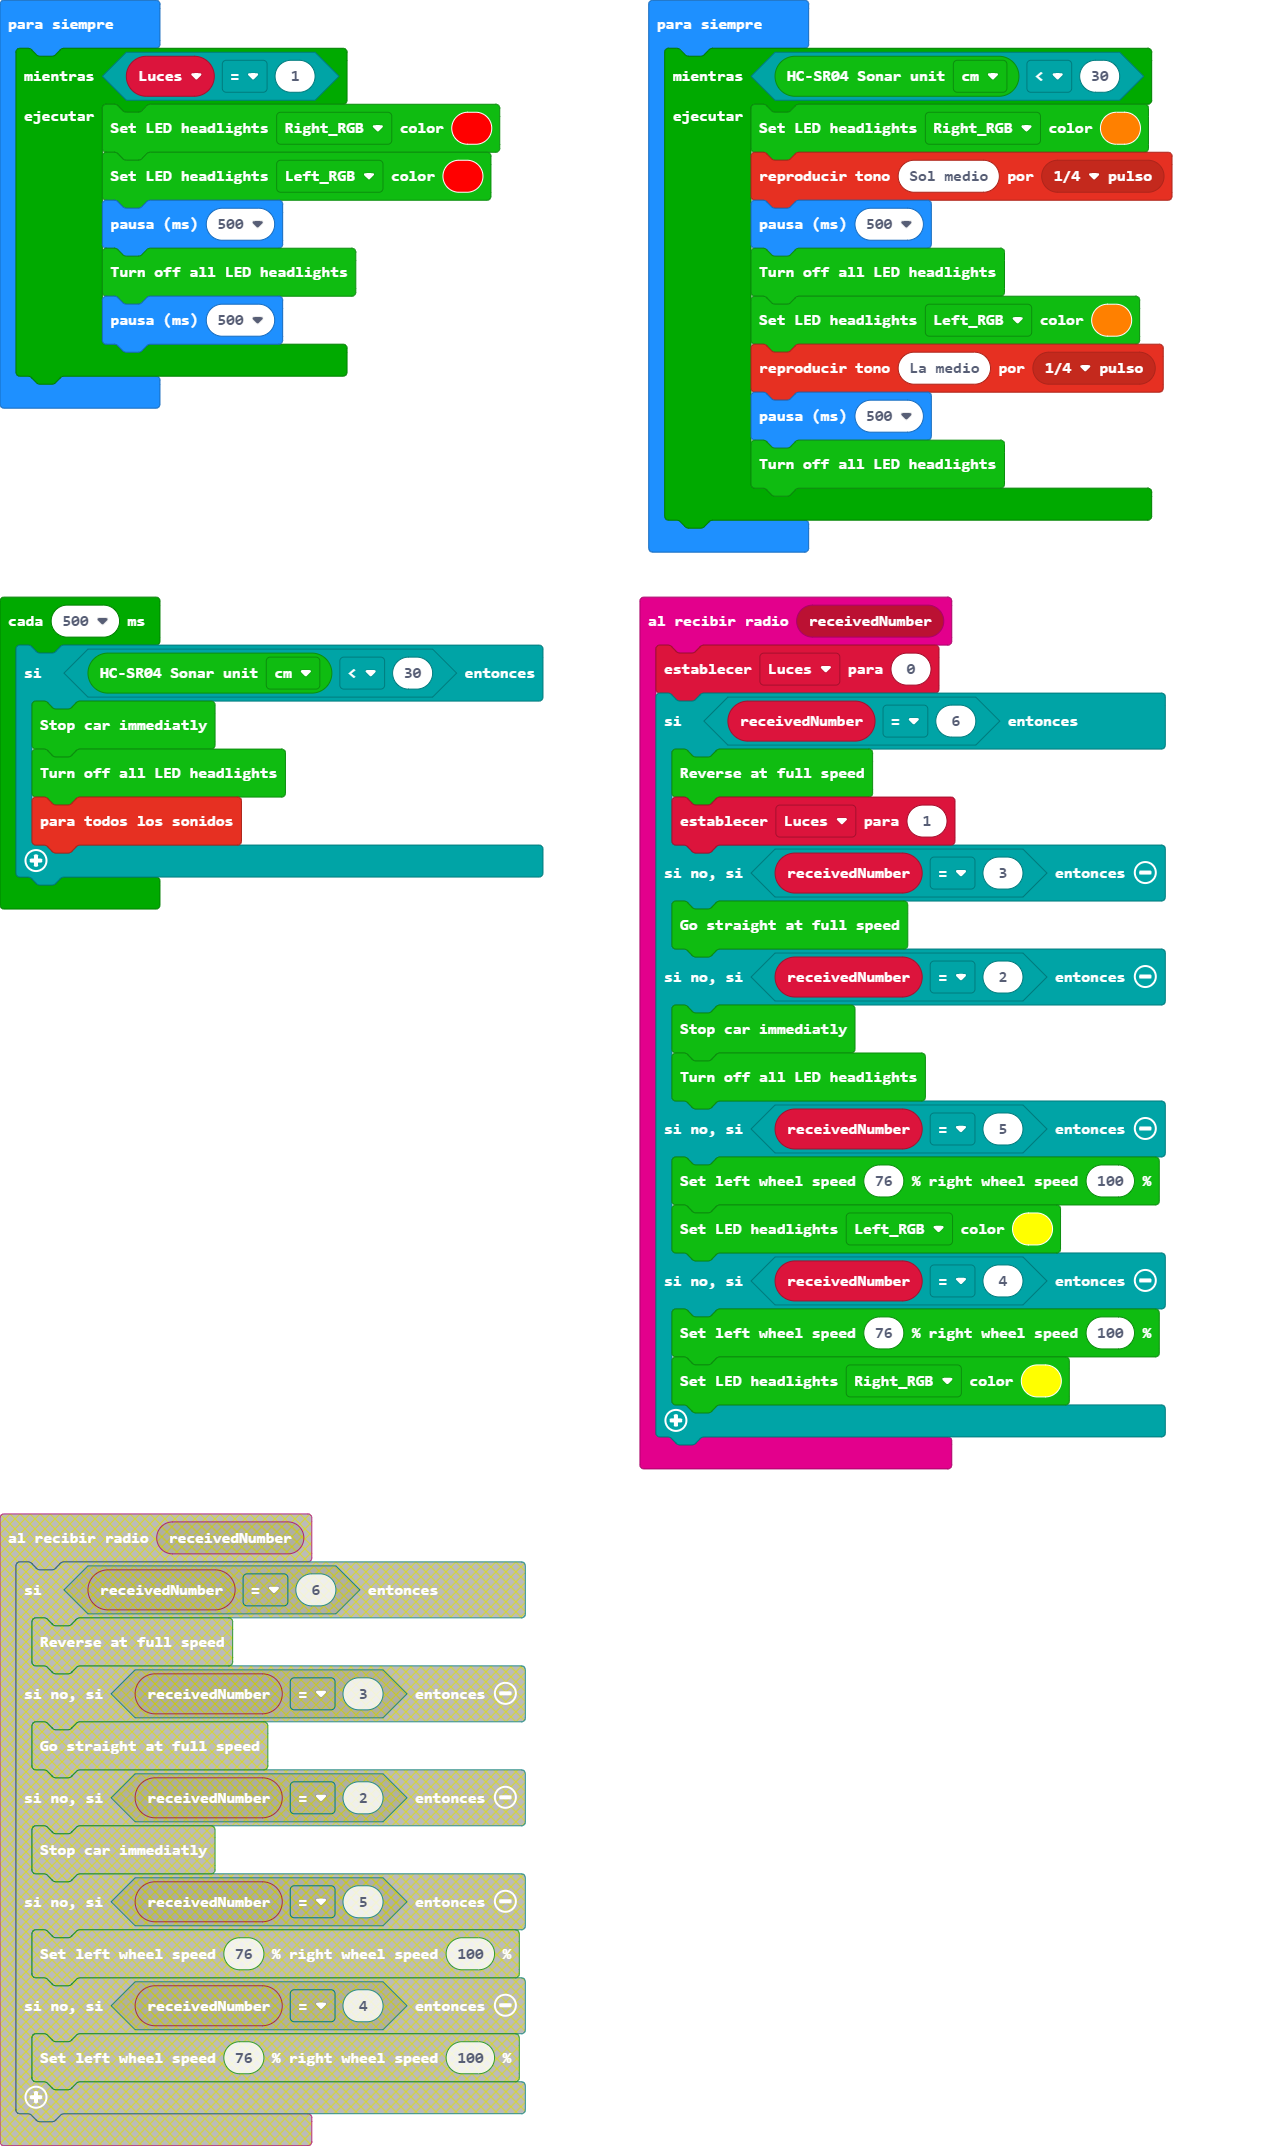 para siempre
mientras Luces = 1
ejecutar
Set LED headlights Right_RGB color
Set LED headlights Left_RGB color
pausa (ms) 500
Turn off all LED headlights
pausa (ms) 500
para siempre
mientras HC-SR04 Sonar unit cm < 30
ejecutar
Set LED headlights Right_RGB color
reproducir tono Sol medio por 1/4 pulso
pausa (ms) 500
Turn off all LED headlights
Set LED headlights Left_RGB color
reproducir tono La medio por 1/4 pulso
pausa (ms) 500
Turn off all LED headlights
cada 500 ms
si HC-SR04 Sonar unit cm < 30 entonces
Stop car immediatly
Turn off all LED headlights
para todos los sonidos
al recibir radio receivedNumber
establecer Luces para 0
si receivedNumber = 6 entonces
Reverse at full speed
establecer Luces para 1
si no, si receivedNumber = 3 entonces
Go straight at full speed
si no, si receivedNumber = 2 entonces
Stop car immediatly
Turn off all LED headlights
si no, si receivedNumber = 5 entonces
Set left wheel speed 76 % right wheel speed 100 %
Set LED headlights Left_RGB color
si no, si receivedNumber = 4 entonces
Set left wheel speed 76 % right wheel speed 100 %
Set LED headlights Right_RGB color
al recibir radio receivedNumber
si receivedNumber = 6 entonces
Reverse at full speed
si no, si receivedNumber = 3 entonces
Go straight at full speed
si no, si receivedNumber = 2 entonces
Stop car immediatly
si no, si receivedNumber = 5 entonces
Set left wheel speed 76 % right wheel speed 100 %
si no, si receivedNumber = 4 entonces
Set left wheel speed 76 % right wheel speed 100 %